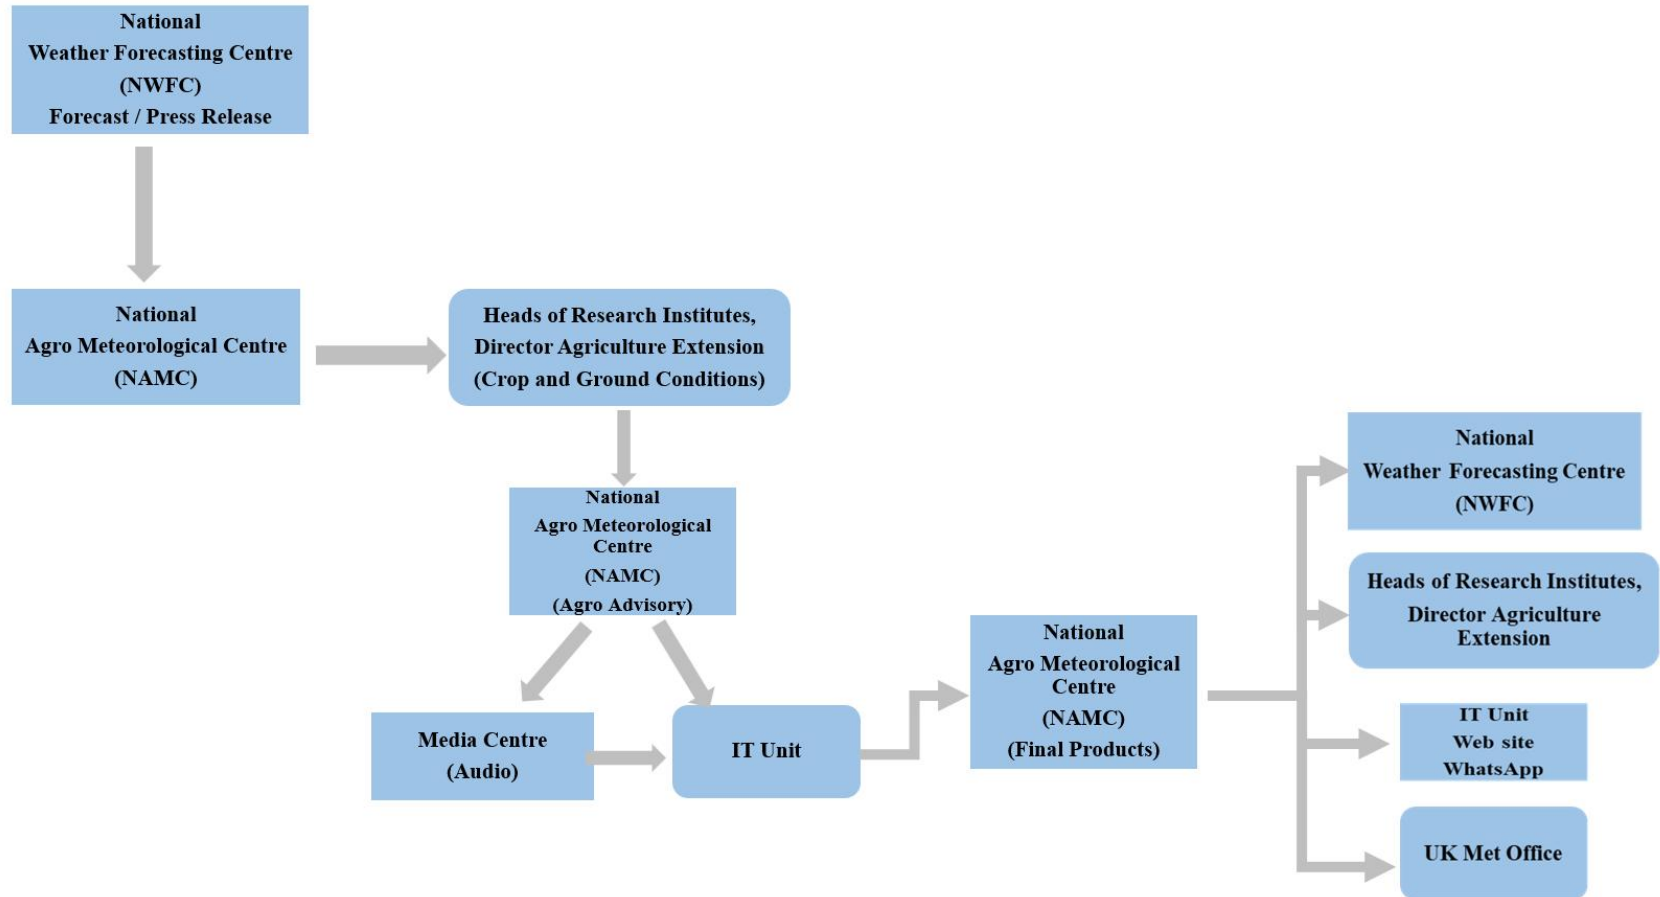 National
Weather Forecasting Centre
(NWFC)
Forecast / Press Release
National
Agro Meteorological Centre
(NAMC)
Heads of Research Institutes,
Director Agriculture Extension
(Crop and Ground Conditions)
National
Agro Meteorological
Centre
(NAMC)
(Agro Advisory)
Media Centre
(Audio)
IT Unit
National
Agro Meteorological
Centre
(NAMC)
(Final Products)
National
Weather Forecasting Centre
(NWFC)
Heads of Research Institutes,
Director Agriculture
Extension
IT Unit
Web site
WhatsApp
UK Met Office